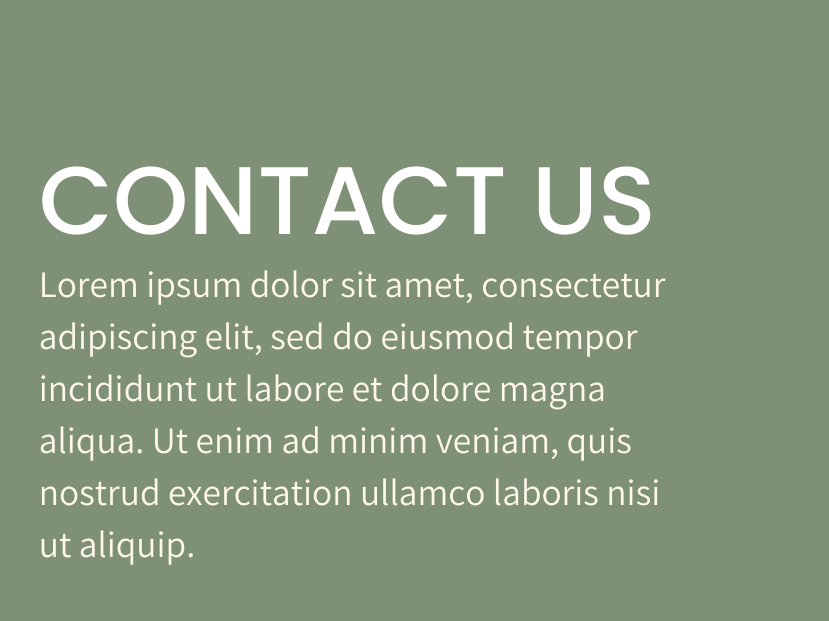 CONTACT US
Lorem ipsum dolor sit amet, consectetur
adipiscing elit, sed do eiusmod tempor
incididunt ut labore et dolore magna
aliqua. Ut enim ad minim veniam, quis
nostrud exercitation ullamco laboris nisi
ut aliquip.